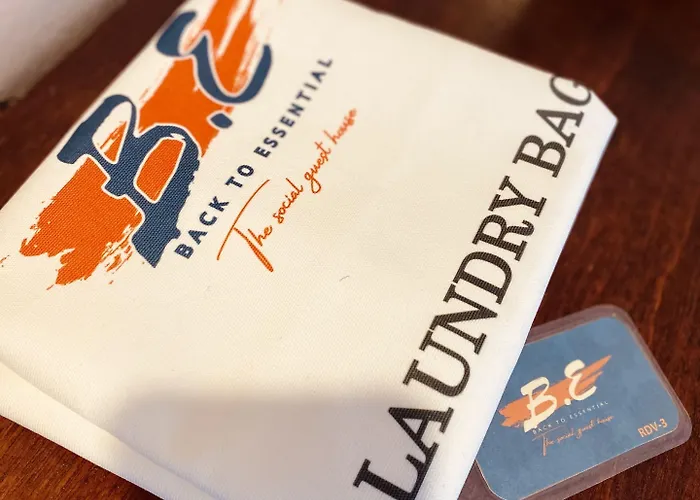 B.E
BACK TO ESSENTIAL
The social guest house
LAUNDRY BAG
B.E
BACK TO ESSENTIAL
The social guest house
RDV-3